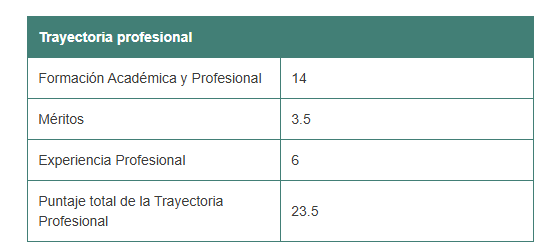 Trayectoria profesional
Formación Académica y Profesional 14
Méritos 3.5
Experiencia Profesional 6
Puntaje total de la Trayectoria
Profesional 23.5